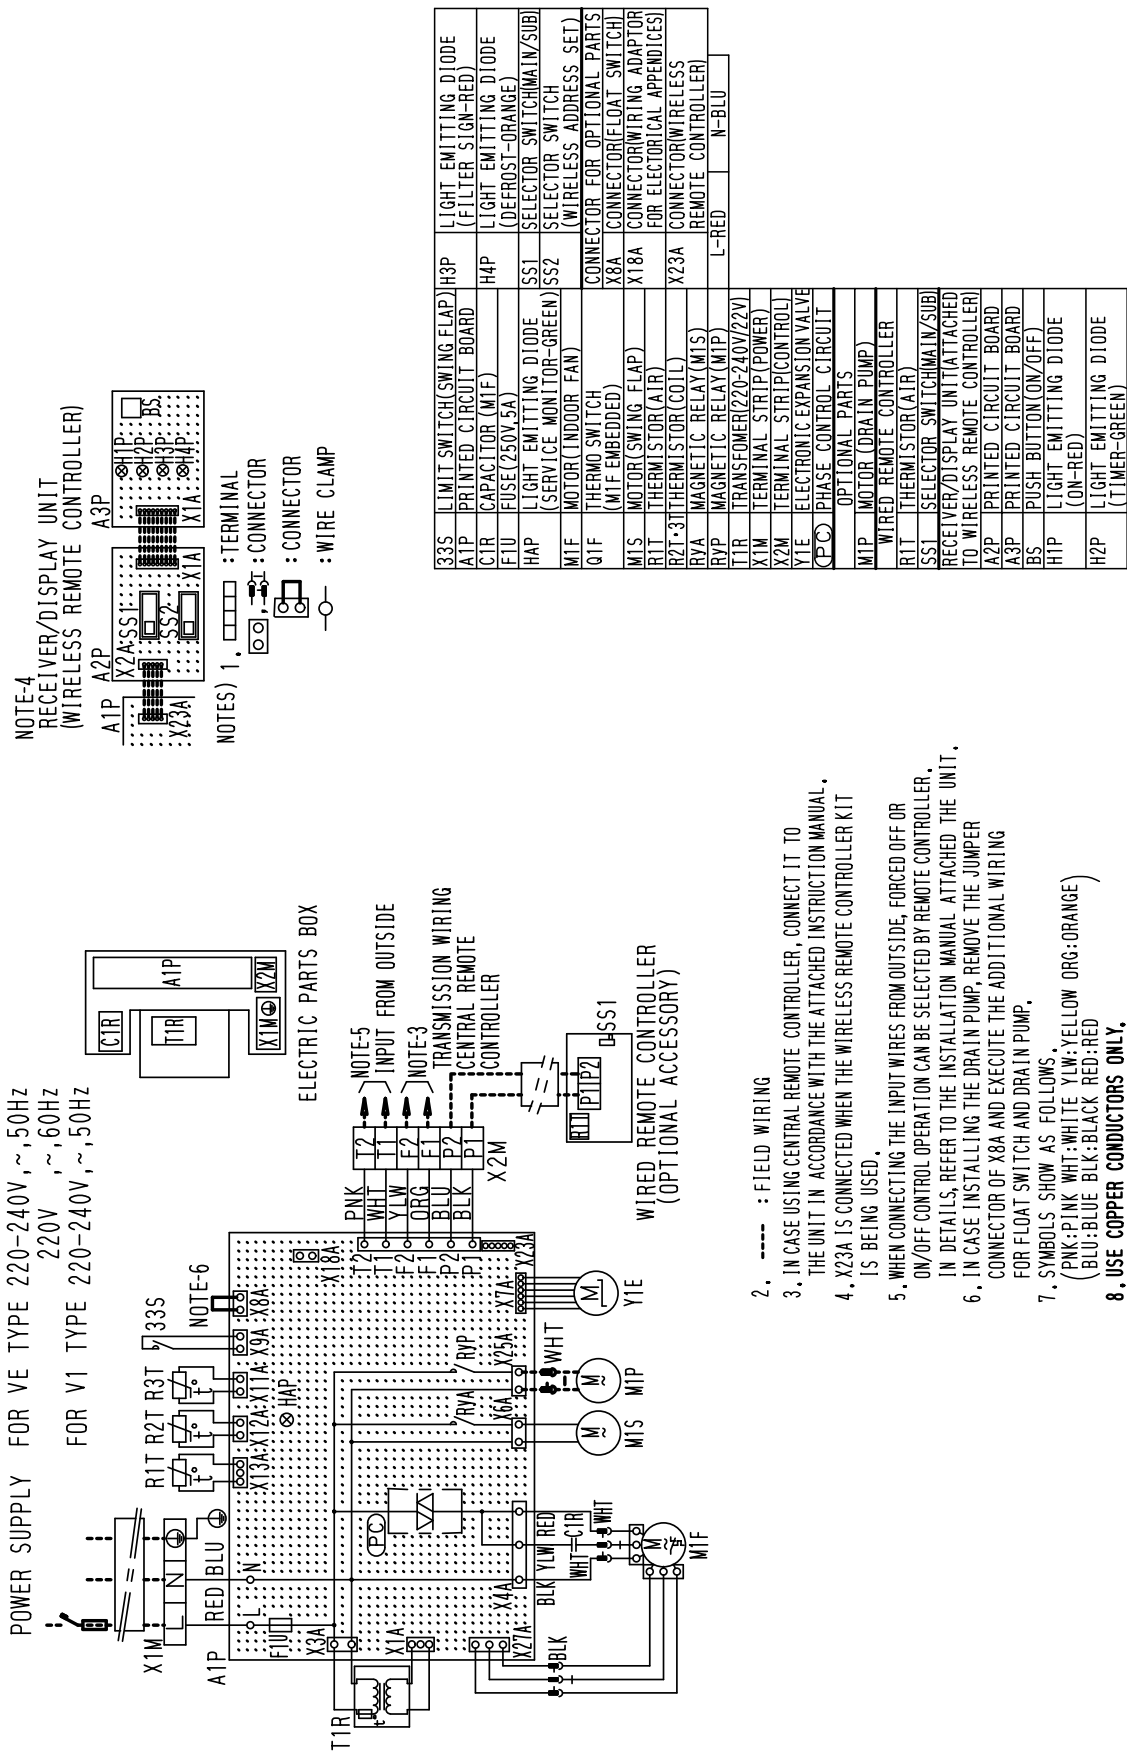 POWER SUPPLY FOR VE TYPE 220-240V,~,50Hz
220V ,~,60Hz
FOR V1 TYPE 220-240V,~,50Hz
X1M
L
N
RED
BLU
A1P
L
N
F1U
R1T
R2T
R3T
33S
NOTE-6
X13A
X12A
X11A
X9A
X8A
HAP
X18A
T1R
t°
X3A
X1A
X27A
X4A
PC
RyA
RyP
X6A
X25A
X7A
X23A
T2
T1
F2
F1
P2
P1
PNK
WHT
YLW
ORG
BLU
BLK
T2
T1
F2
F1
P2
P1
X2M
NOTE-5
INPUT FROM OUTSIDE
NOTE-3
TRANSMISSION WIRING
CENTRAL REMOTE
CONTROLLER
R1T
P1
P2
SS1
WIRED REMOTE CONTROLLER
(OPTIONAL ACCESSORY)
BLK
YLW
RED
WHT
C1R
WHT
BLK
M~
M1F
M~
M1S
M~
M1P
WHT
M
Y1E
C1R
T1R
A1P
X1M
X2M
ELECTRIC PARTS BOX
NOTE-4
RECEIVER/DISPLAY UNIT
(WIRELESS REMOTE CONTROLLER)
A1P
X23A
A2P
X2A
SS1
SS2
X1A
A3P
H1P
H2P
H3P
H4P
BS
X1A
NOTES) 1. :TERMINAL
, :CONNECTOR
:CONNECTOR
:WIRE CLAMP
2. ----- :FIELD WIRING
3. IN CASE USING CENTRAL REMOTE CONTROLLER, CONNECT IT TO
THE UNIT IN ACCORDANCE WITH THE ATTACHED INSTRUCTION MANUAL.
4. X23A IS CONNECTED WHEN THE WIRELESS REMOTE CONTROLLER KIT
IS BEING USED.
5. WHEN CONNECTING THE INPUT WIRES FROM OUTSIDE, FORCED OFF OR
ON/OFF CONTROL OPERATION CAN BE SELECTED BY REMOTE CONTROLLER.
IN DETAILS, REFER TO THE INSTALLATION MANUAL ATTACHED THE UNIT.
6. IN CASE INSTALLING THE DRAIN PUMP, REMOVE THE JUMPER
CONNECTOR OF X8A AND EXECUTE THE ADDITIONAL WIRING
FOR FLOAT SWITCH AND DRAIN PUMP.
7. SYMBOLS SHOW AS FOLLOWS.
(PNK:PINK WHT:WHITE YLW:YELLOW ORG:ORANGE)
(BLU:BLUE BLK:BLACK RED:RED)
8. USE COPPER CONDUCTORS ONLY.
33S LIMIT SWITCH(SWING FLAP)
A1P PRINTED CIRCUIT BOARD
C1R CAPACITOR (M1F)
F1U FUSE(250V,5A)
HAP LIGHT EMITTING DIODE
(SERVICE MONITOR-GREEN)
M1F MOTOR(INDOOR FAN)
Q1F THERMO SWITCH
(M1F EMBEDDED)
M1S MOTOR(SWING FLAP)
R1T THERMISTOR(AIR)
R2T·3T THERMISTOR(COIL)
RyA MAGNETIC RELAY(M1S)
RyP MAGNETIC RELAY(M1P)
T1R TRANSFOMER(220-240V/22V)
X1M TERMINAL STRIP(POWER)
X2M TERMINAL STRIP(CONTROL)
Y1E ELECTRONIC EXPANSION VALVE
PC PHASE CONTROL CIRCUIT
OPTIONAL PARTS
M1P MOTOR (DRAIN PUMP)
WIRED REMOTE CONTROLLER
R1T THERMISTOR(AIR)
SS1 SELECTOR SWITCH(MAIN/SUB)
RECEIVER/DISPLAY UNIT(ATTACHED
TO WIRELESS REMOTE CONTROLLER)
A2P PRINTED CIRCUIT BOARD
A3P PRINTED CIRCUIT BOARD
BS PUSH BUTTON(ON/OFF)
H1P LIGHT EMITTING DIODE
(ON-RED)
H2P LIGHT EMITTING DIODE
(TIMER-GREEN)
H3P LIGHT EMITTING DIODE
(FILTER SIGN-RED)
H4P LIGHT EMITTING DIODE
(DEFROST-ORANGE)
SS1 SELECTOR SWITCH(MAIN/SUB)
SS2 SELECTOR SWITCH
(WIRELESS ADDRESS SET)
CONNECTOR FOR OPTIONAL PARTS
X8A CONNECTOR(FLOAT SWITCH)
X18A CONNECTOR(WIRING ADAPTOR
FOR ELECTORICAL APPENDICES)
X23A CONNECTOR(WIRELESS
REMOTE CONTROLLER)
L-RED N-BLU